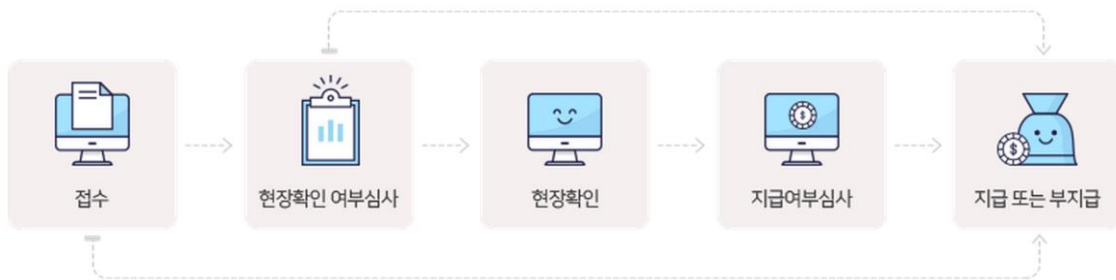 접수
현장확인 여부심사
현장확인
지급여부심사
지급 또는 부지급